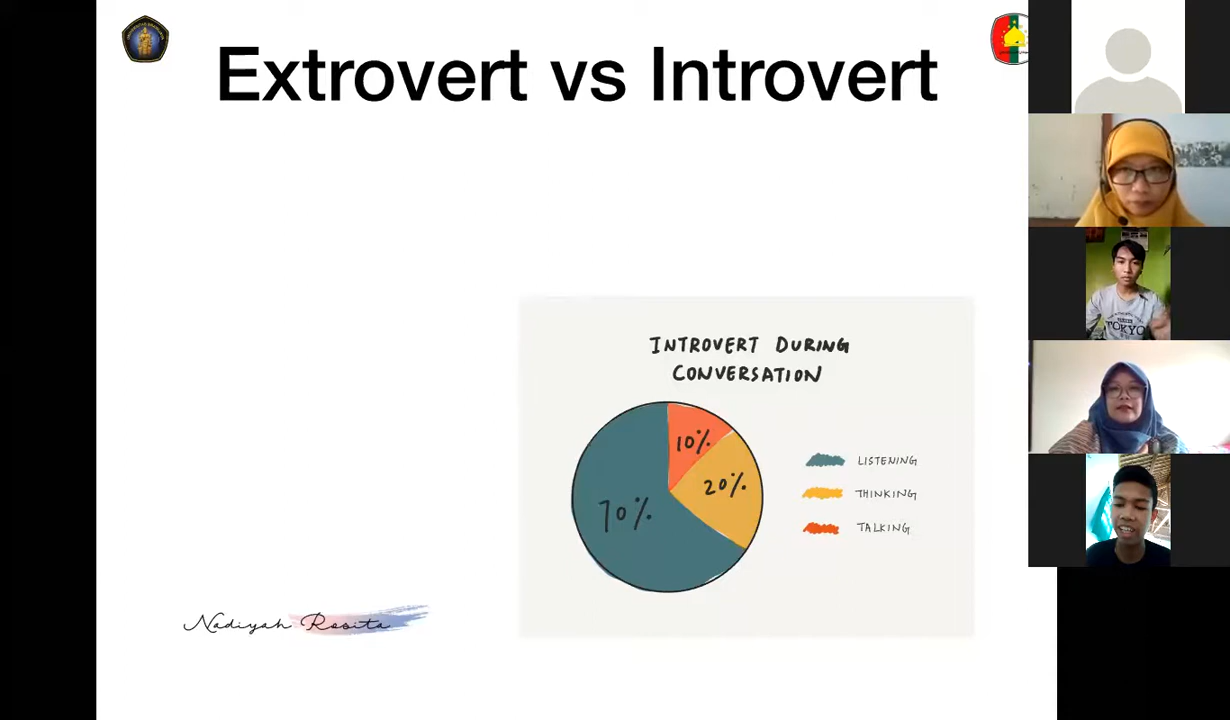 Extrovert vs Introvert
INTROVERT DURING
CONVERSATION
10%
20%
70%
LISTENING
THINKING
TALKING
TOKYO
Nadiyah Rosita